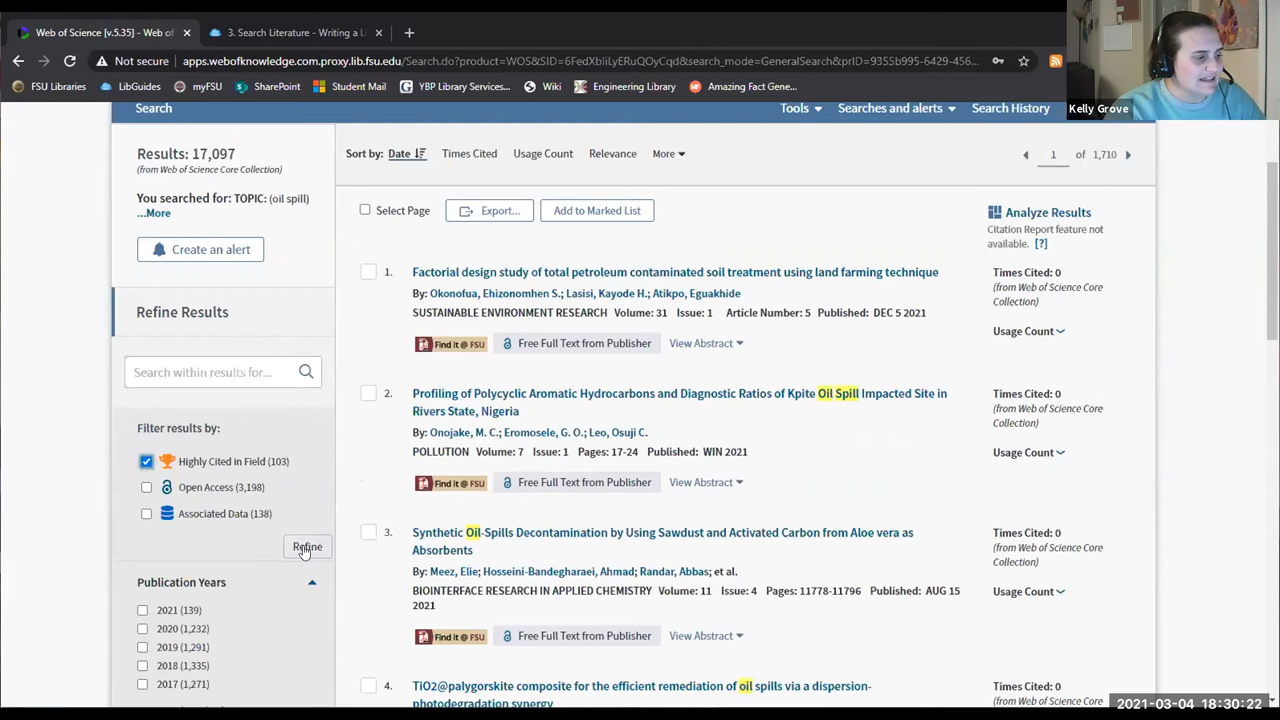 Web of Science [v.5.35] - Web of
3. Search Literature - Writing a Li
Not secure
apps.webofknowledge.com.proxy.lib.fsu.edu/Search.do?product=WOS&SID=6FedXbliLyERuQOyCqd&search_mode=GeneralSearch&prID=9355b995-6429-456...
FSU Libraries
LibGuides
myFSU
SharePoint
Student Mail
YBP Library Services...
Wiki
Engineering Library
Amazing Fact Gene...
Kelly Grove
Search
Tools
Searches and alerts
Search History
Results: 17,097
(from Web of Science Core Collection)
You searched for: TOPIC: (oil spill)
...More
Create an alert
Refine Results
Search within results for...
Filter results by:
Highly Cited in Field (103)
Open Access (3,198)
Associated Data (138)
Refine
Publication Years
2021 (139)
2020 (1,232)
2019 (1,291)
2018 (1,335)
2017 (1,271)
Sort by: Date Times Cited Usage Count Relevance More
1 of 1,710
Select Page
Export...
Add to Marked List
Analyze Results
Citation Report feature not
available. [?]
1. Factorial design study of total petroleum contaminated soil treatment using land farming technique
By: Okonofua, Ehizonomhen S.; Lasisi, Kayode H.; Atikpo, Eguakhide
SUSTAINABLE ENVIRONMENT RESEARCH Volume: 31 Issue: 1 Article Number: 5 Published: DEC 5 2021
Find it @ FSU
Free Full Text from Publisher
View Abstract
Times Cited: 0
(from Web of Science Core
Collection)
Usage Count
2. Profiling of Polycyclic Aromatic Hydrocarbons and Diagnostic Ratios of Kpite Oil Spill Impacted Site in
Rivers State, Nigeria
By: Onojake, M. C.; Eromosele, G. O.; Leo, Osuji C.
POLLUTION Volume: 7 Issue: 1 Pages: 17-24 Published: WIN 2021
Find it @ FSU
Free Full Text from Publisher
View Abstract
Times Cited: 0
(from Web of Science Core
Collection)
Usage Count
3. Synthetic Oil-Spills Decontamination by Using Sawdust and Activated Carbon from Aloe vera as
Absorbents
By: Meez, Elie; Hosseini-Bandegharaei, Ahmad; Randar, Abbas; et al.
BIOINTERFACE RESEARCH IN APPLIED CHEMISTRY Volume: 11 Issue: 4 Pages: 11778-11796 Published: AUG 15
2021
Find it @ FSU
Free Full Text from Publisher
View Abstract
Times Cited: 0
(from Web of Science Core
Collection)
Usage Count
4. TiO2@palygorskite composite for the efficient remediation of oil spills via a dispersion-
photodegradation synergy
Times Cited: 0
(from Web of Science Core
2021-03-04 18:30:22